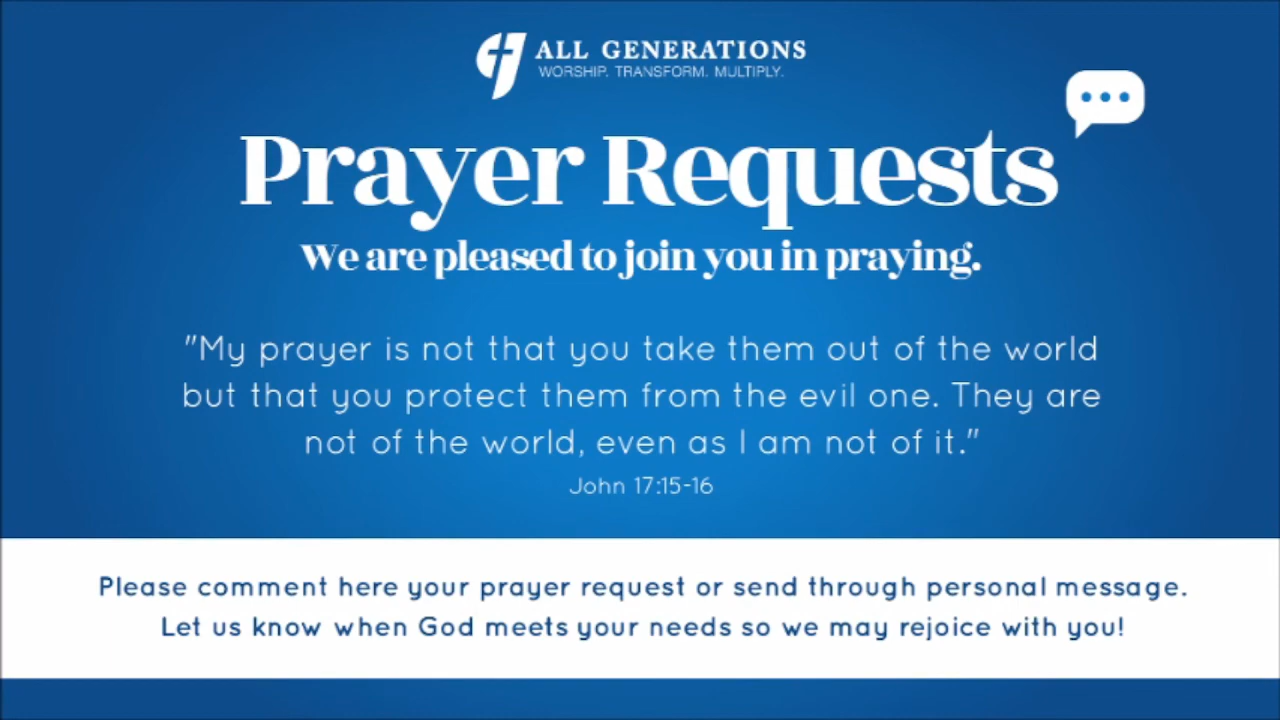 ALL GENERATIONS
WORSHIP. TRANSFORM. MULTIPLY.
Prayer Requests
We are pleased to join you in praying.
"My prayer is not that you take them out of the world
but that you protect them from the evil one. They are
not of the world, even as I am not of it."
John 17:15-16
Please comment here your prayer request or send through personal message.
Let us know when God meets your needs so we may rejoice with you!